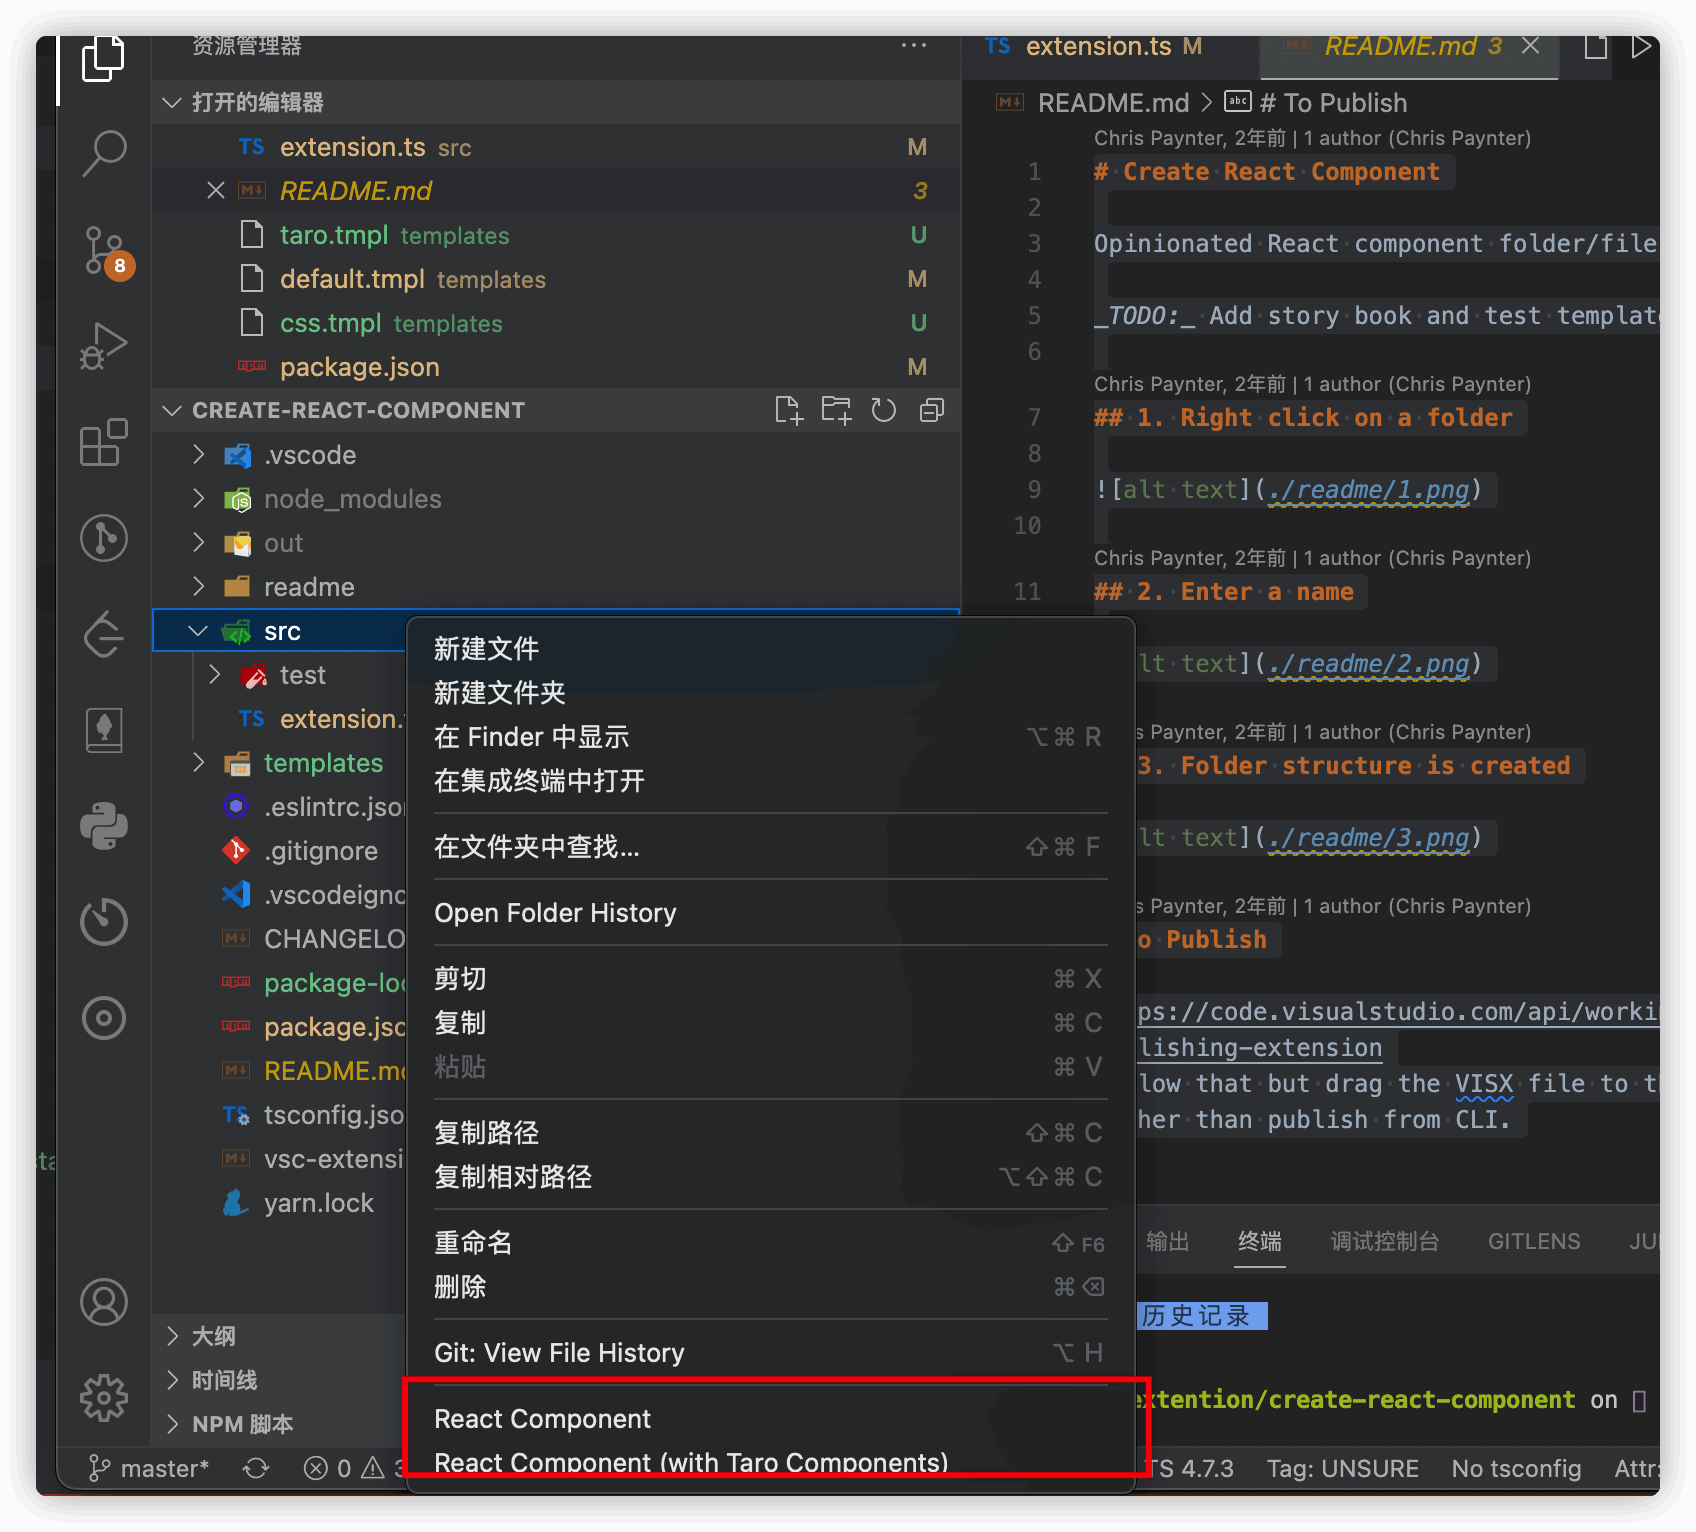 资源管理器
打开的编辑器
TS extension.ts src M
README.md 3
taro.tmpl templates U
default.tmpl templates M
css.tmpl templates U
package.json M
CREATE-REACT-COMPONENT
.vscode
node_modules
out
readme
src
test
TS extension.
templates
.eslintrc.jso
.gitignore
.vscodeigno
CHANGELO
package-loc
package.jso
README.m
tsconfig.jso
vsc-extensi
yarn.lock
大纲
时间线
NPM 脚本
8
master*
0
新建文件
新建文件夹
在 Finder 中显示 ⌥⌘ R
在集成终端中打开
在文件夹中查找... ⇧⌘ F
Open Folder History
剪切 ⌘ X
复制 ⌘ C
粘贴 ⌘ V
复制路径 ⇧⌘ C
复制相对路径 ⌥⇧⌘ C
重命名 ⇧ F6
删除 ⌘⌫
Git: View File History ⌥ H
React Component
React Component (with Taro Components)
TS extension.ts M
README.md 3
README.md > # To Publish
Chris Paynter, 2年前 | 1 author (Chris Paynter)
1 # Create React Component
2
3 Opinionated React component folder/file
4
5 _TODO:_ Add story book and test templat
6
Chris Paynter, 2年前 | 1 author (Chris Paynter)
7 ## 1. Right click on a folder
8
9 ![alt text](./readme/1.png)
10
Chris Paynter, 2年前 | 1 author (Chris Paynter)
11 ## 2. Enter a name
lt text](./readme/2.png)
s Paynter, 2年前 | 1 author (Chris Paynter)
3. Folder structure is created
lt text](./readme/3.png)
s Paynter, 2年前 | 1 author (Chris Paynter)
o Publish
ps://code.visualstudio.com/api/worki
lishing-extension
low that but drag the VISX file to t
her than publish from CLI.
输出 终端 调试控制台 GITLENS JU
历史记录
extention/create-react-component on
TS 4.7.3 Tag: UNSURE No tsconfig Attr: